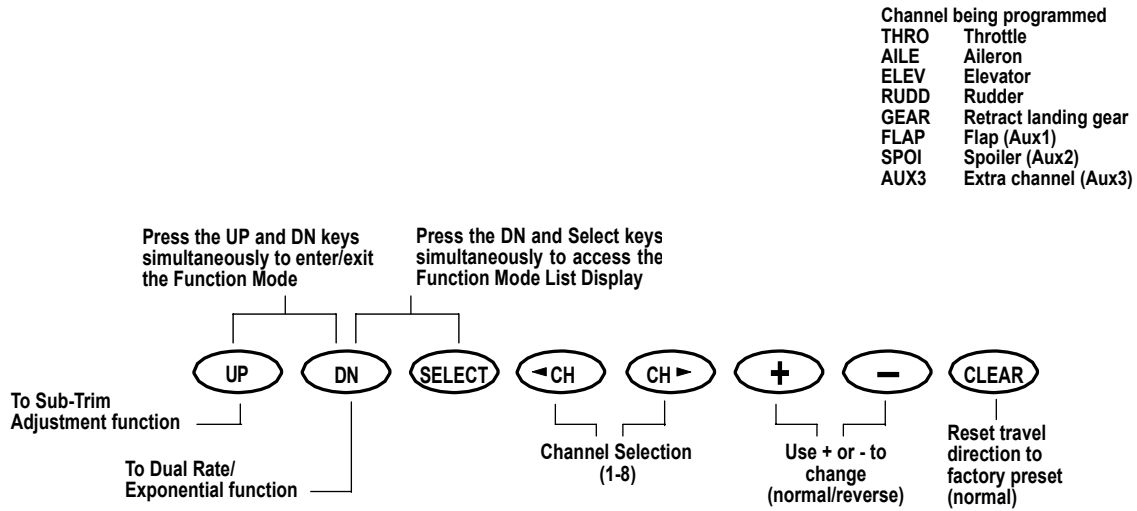 Channel being programmed
THRO Throttle
AILE Aileron
ELEV Elevator
RUDD Rudder
GEAR Retract landing gear
FLAP Flap (Aux1)
SPOI Spoiler (Aux2)
AUX3 Extra channel (Aux3)
Press the UP and DN keys
simultaneously to enter/exit
the Function Mode
Press the DN and Select keys
simultaneously to access the
Function Mode List Display
UP DN SELECT ◄CH CH► + – CLEAR
To Sub-Trim
Adjustment function
To Dual Rate/
Exponential function
Channel Selection
(1-8)
Use + or - to
change
(normal/reverse)
Reset travel
direction to
factory preset
(normal)